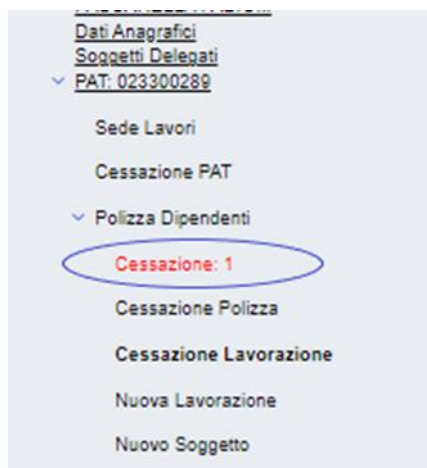 Dati Anagrafici
Soggetti Delegati
PAT: 023300289
Sede Lavori
Cessazione PAT
Polizza Dipendenti
Cessazione: 1
Cessazione Polizza
Cessazione Lavorazione
Nuova Lavorazione
Nuovo Soggetto